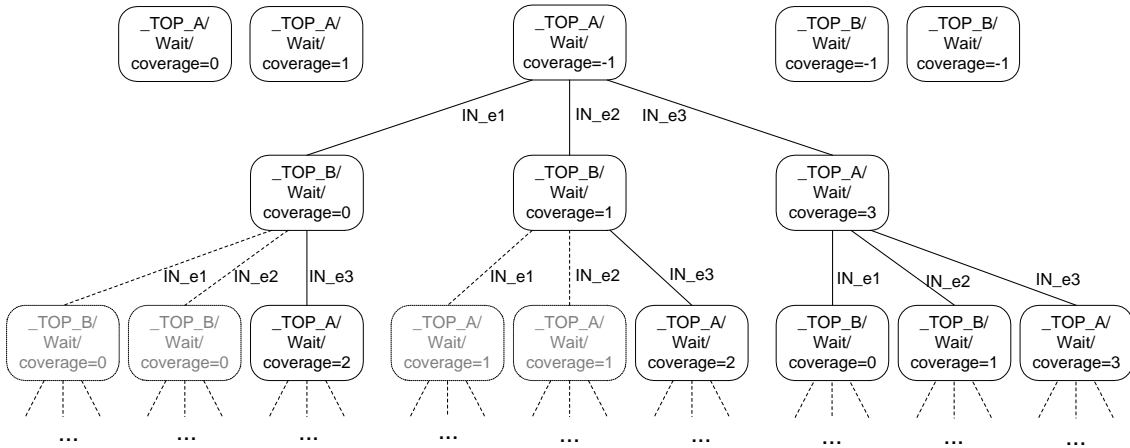 _TOP_A/
Wait/
coverage=0
_TOP_A/
Wait/
coverage=1
_TOP_A/
Wait/
coverage=-1
_TOP_B/
Wait/
coverage=-1
_TOP_B/
Wait/
coverage=-1
IN_e1
IN_e2
IN_e3
_TOP_B/
Wait/
coverage=0
_TOP_B/
Wait/
coverage=1
_TOP_A/
Wait/
coverage=3
IN_e1
IN_e2
IN_e3
IN_e1
IN_e2
IN_e3
IN_e1
IN_e2
IN_e3
_TOP_B/
Wait/
coverage=0
_TOP_B/
Wait/
coverage=0
_TOP_A/
Wait/
coverage=2
_TOP_A/
Wait/
coverage=1
_TOP_A/
Wait/
coverage=1
_TOP_A/
Wait/
coverage=2
_TOP_B/
Wait/
coverage=0
_TOP_B/
Wait/
coverage=1
_TOP_A/
Wait/
coverage=3
... ... ... ... ... ... ... ... ...